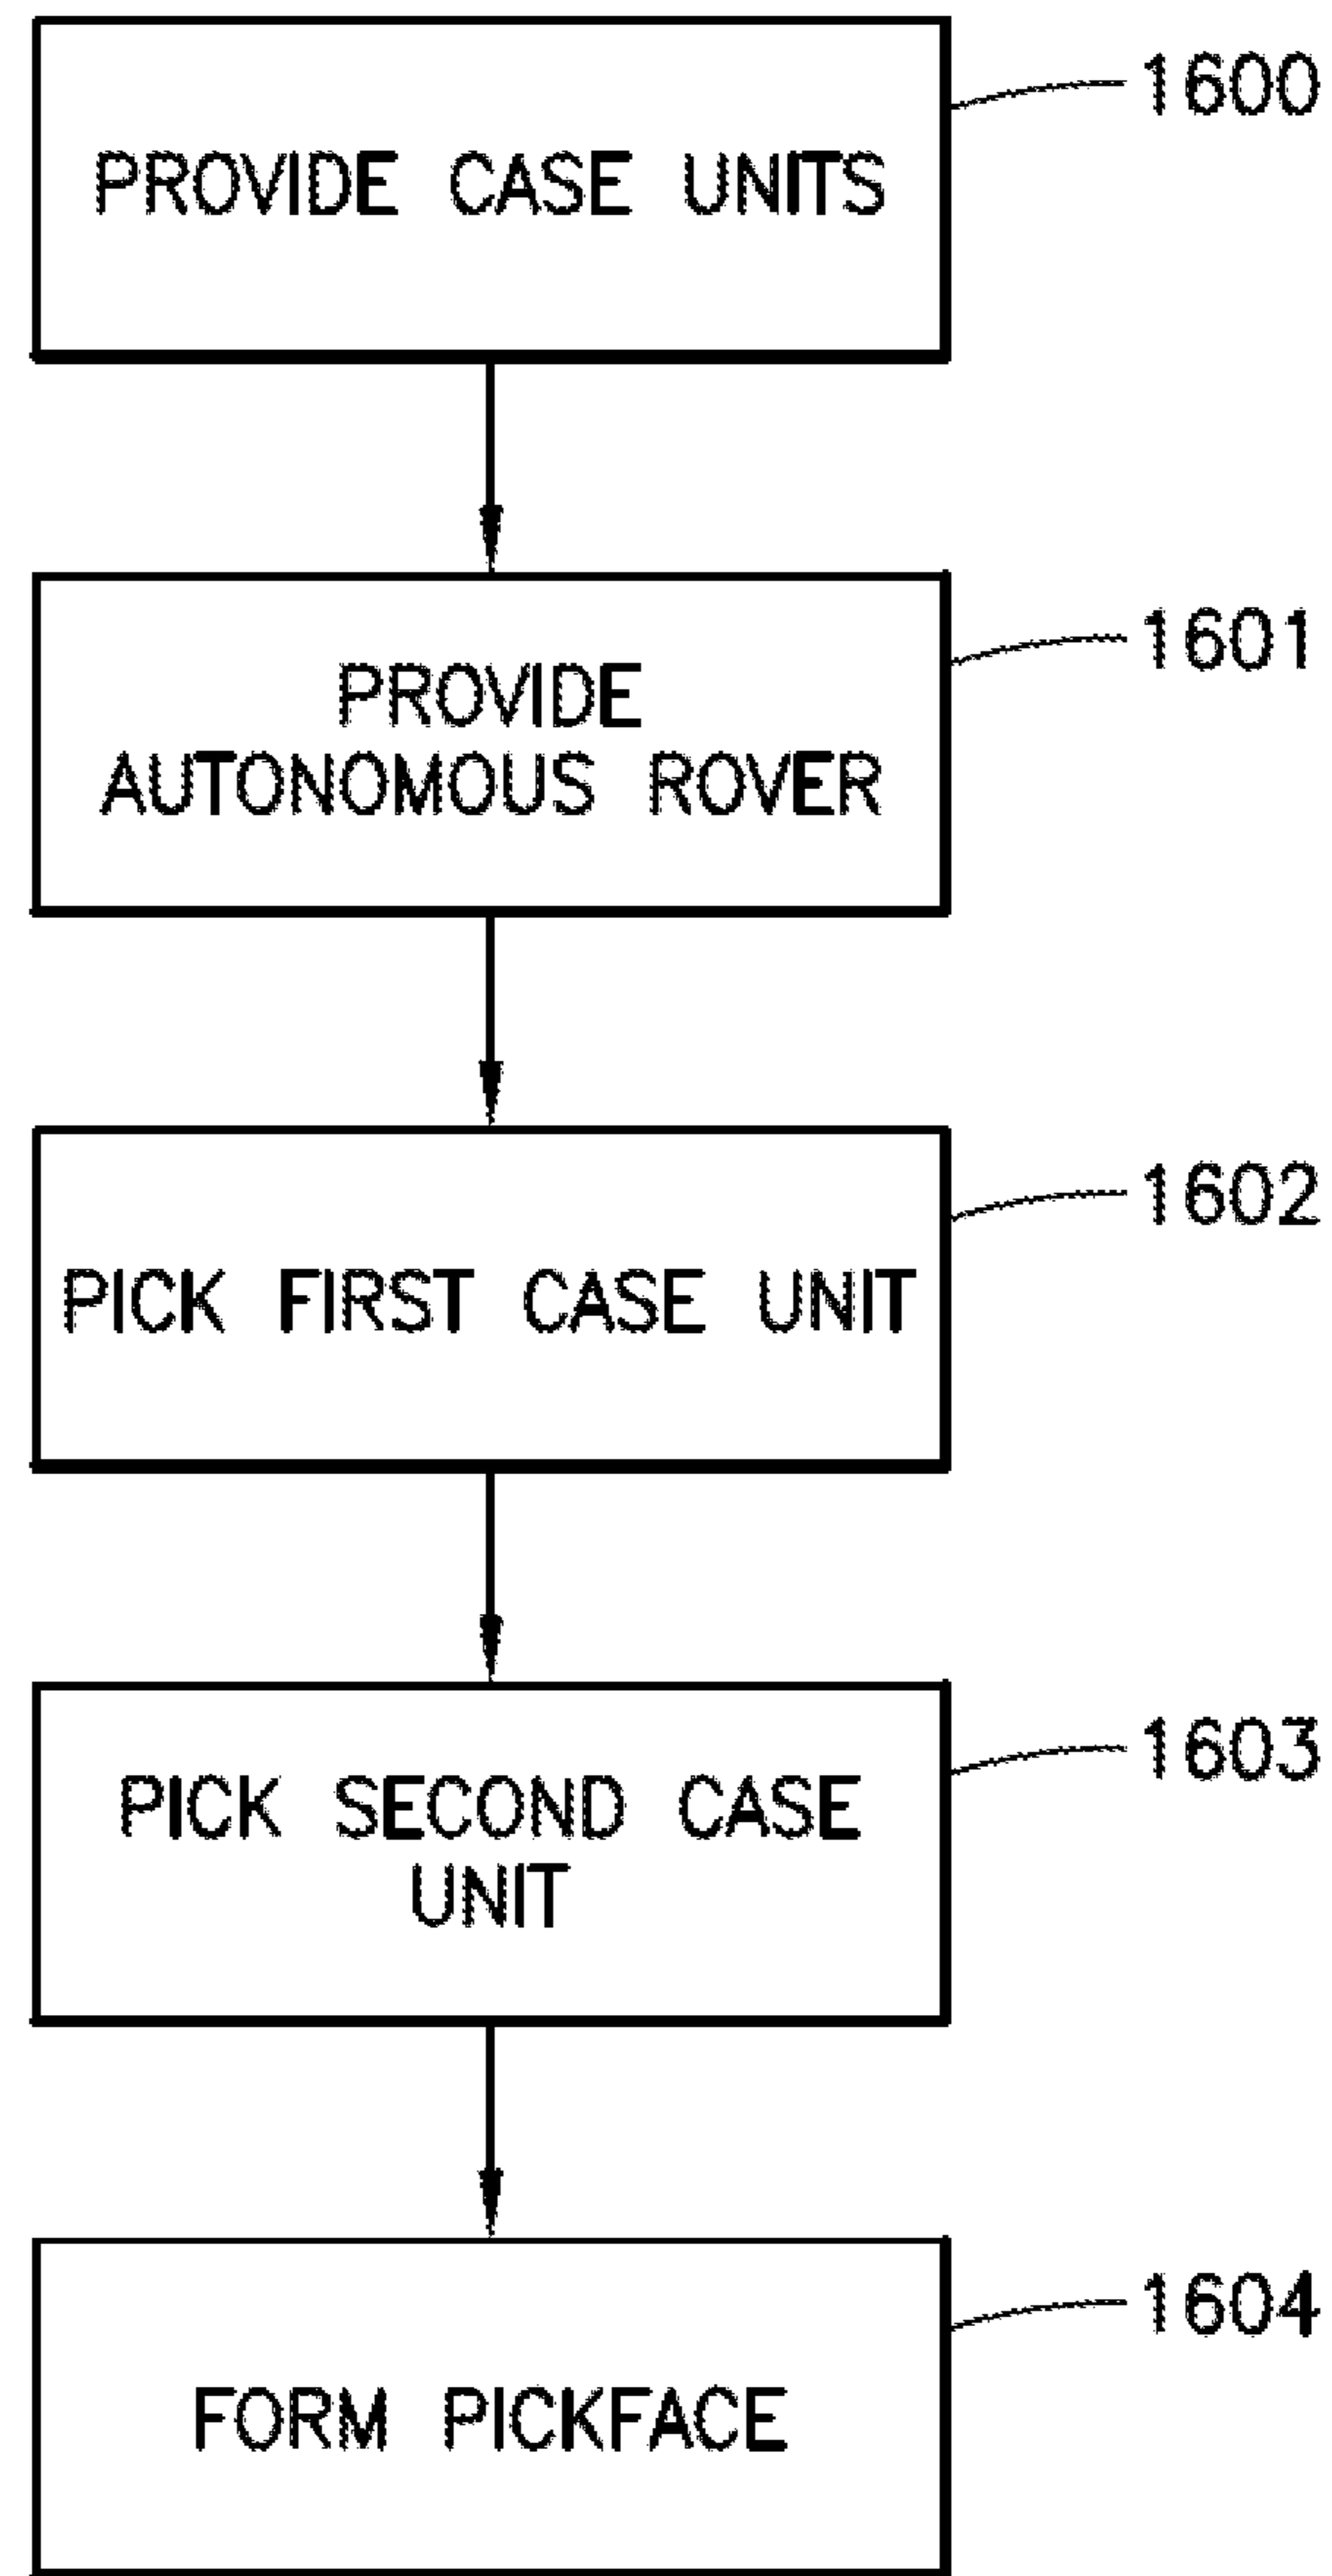 PROVIDE CASE UNITS
1600
PROVIDE
AUTONOMOUS ROVER
1601
PICK FIRST CASE UNIT
1602
PICK SECOND CASE
UNIT
1603
FORM PICKFACE
1604